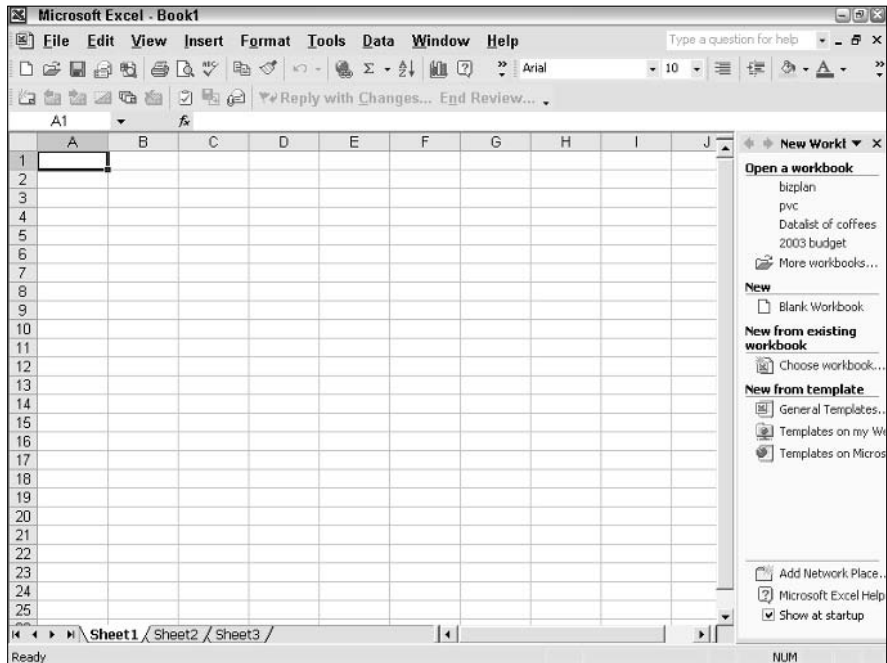 Microsoft Excel - Book1
File Edit View Insert Format Tools Data Window Help
Type a question for help
Arial
10
Reply with Changes... End Review...
A1
fx
A B C D E F G H I J
New Workl
1
2
3
4
5
6
7
8
9
10
11
12
13
14
15
16
17
18
19
20
21
22
23
24
25
Open a workbook
bizplan
pvc
Datalist of coffees
2003 budget
More workbooks...
New
Blank Workbook
New from existing
workbook
Choose workbook...
New from template
General Templates..
Templates on my We
Templates on Micros
Add Network Place..
Microsoft Excel Help
Show at startup
Sheet1 Sheet2 Sheet3
Ready
NUM